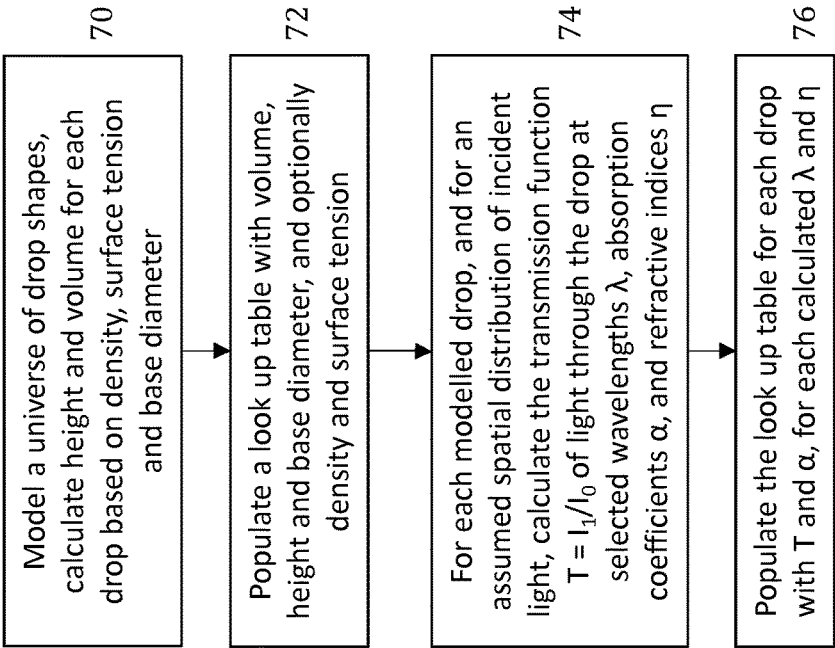 Model a universe of drop shapes,
calculate height and volume for each
drop based on density, surface tension
and base diameter
70
Populate a look up table with volume,
height and base diameter, and optionally
density and surface tension
72
For each modelled drop, and for an
assumed spatial distribution of incident
light, calculate the transmission function
T = I₁/I₀ of light through the drop at
selected wavelengths λ, absorption
coefficients α, and refractive indices η
74
Populate the look up table for each drop
with T and α, for each calculated λ and η
76